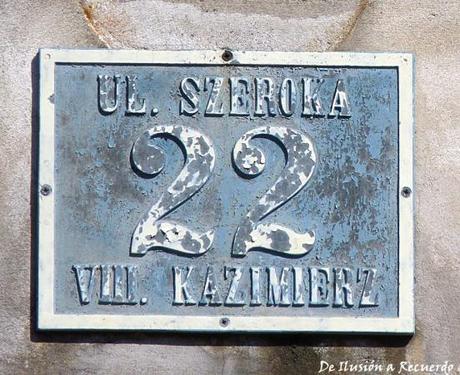 UL. SZEROKA
22
VIII. KAZIMIERZ
De Ilusión a Recuerdo